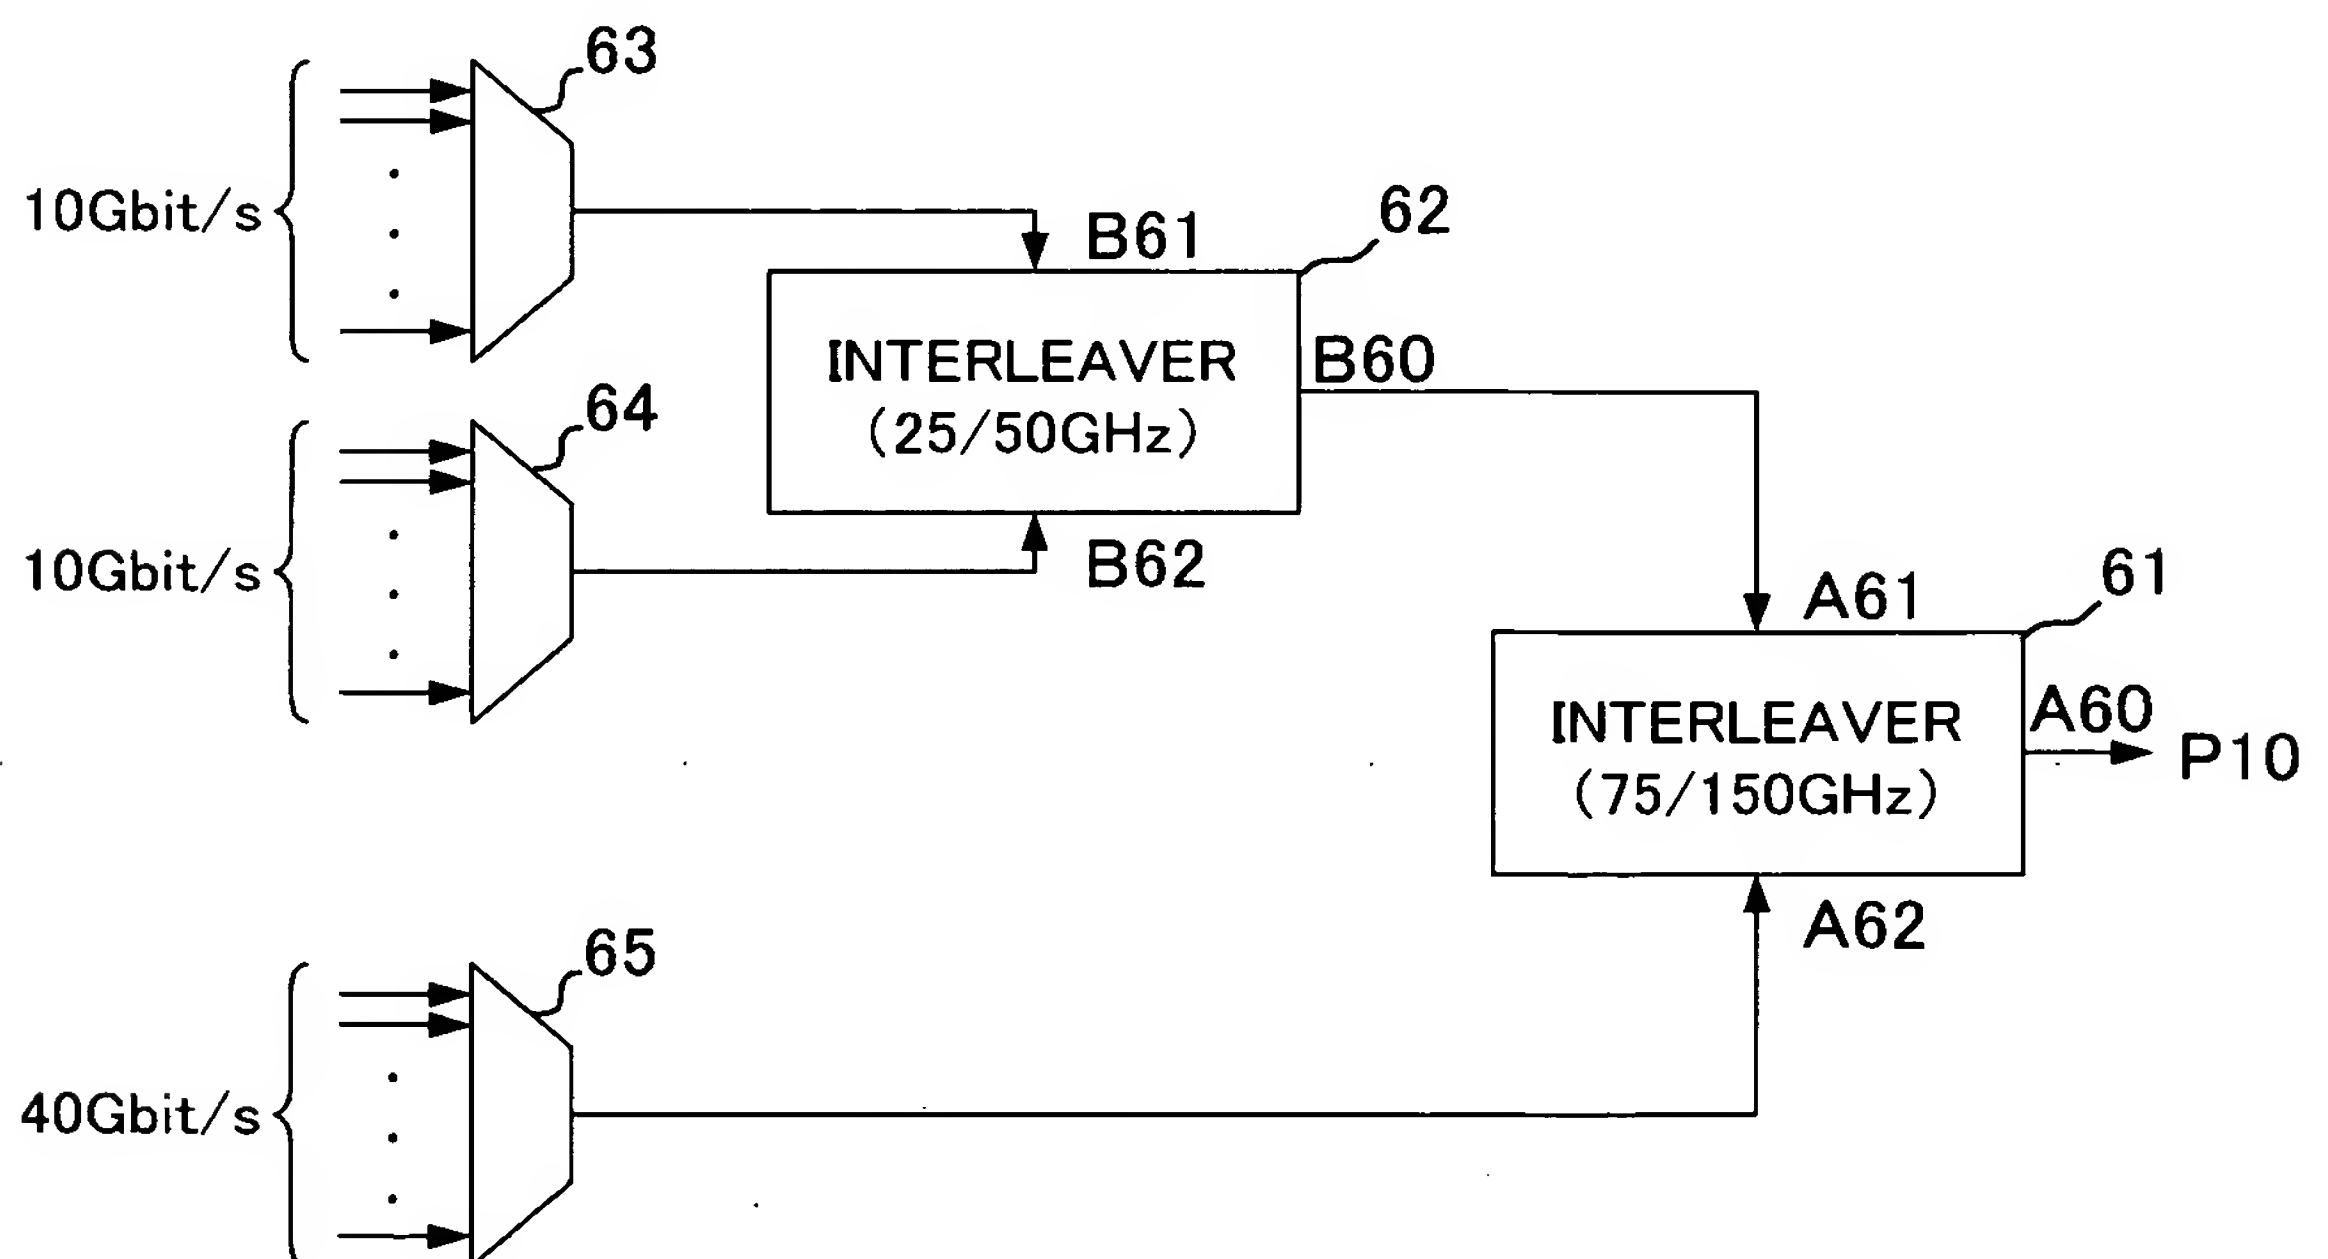 63
10Gbit/s
62
B61
INTERLEAVER
(25/50GHz)
B60
64
10Gbit/s
B62
61
A61
INTERLEAVER
(75/150GHz)
A60
P10
A62
65
40Gbit/s